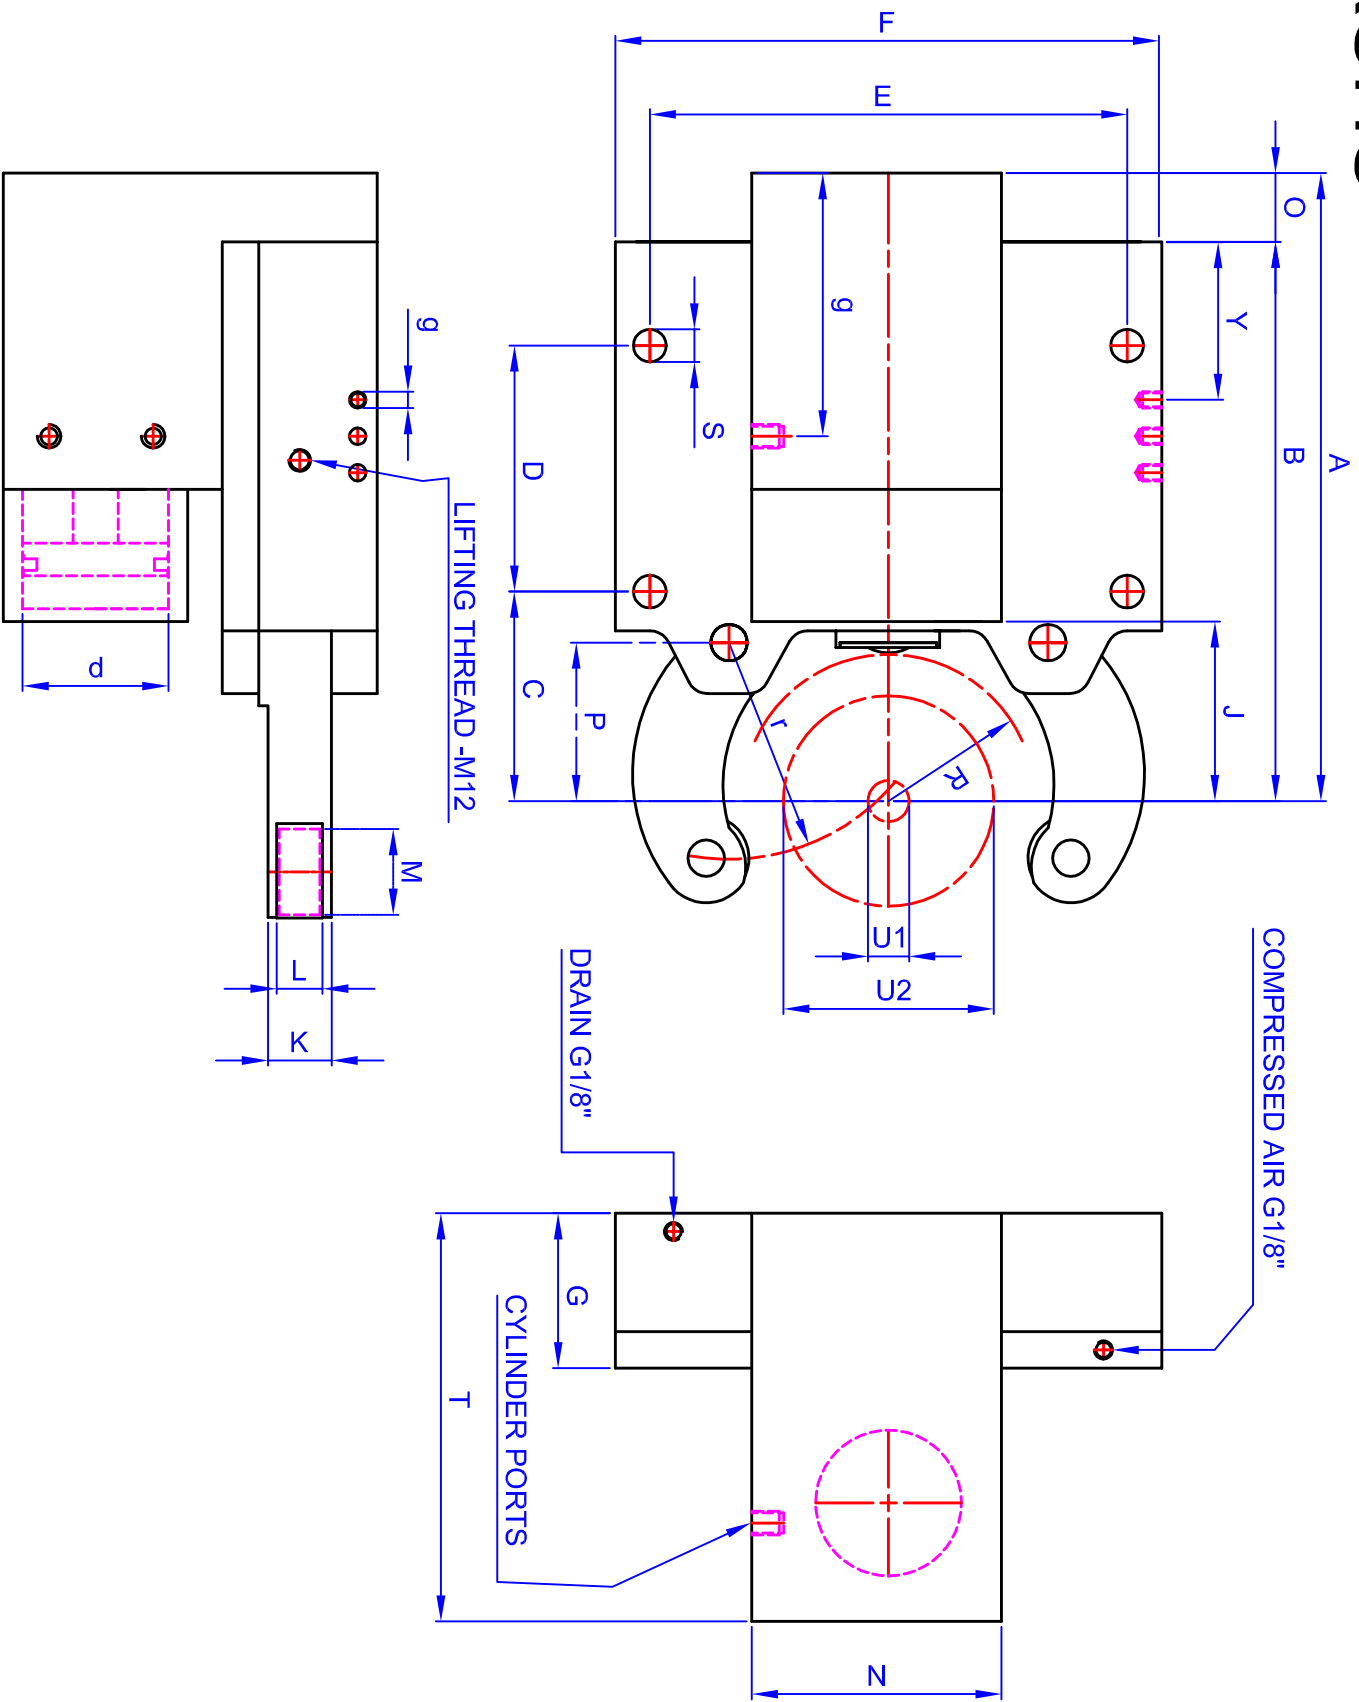 F
E
O
A
g
Y
B
S
D
g
LIFTING THREAD -M12
d
C
P
r
R
J
M
U1
U2
L
K
DRAIN G1/8"
COMPRESSED AIR G1/8"
G
T
CYLINDER PORTS
N